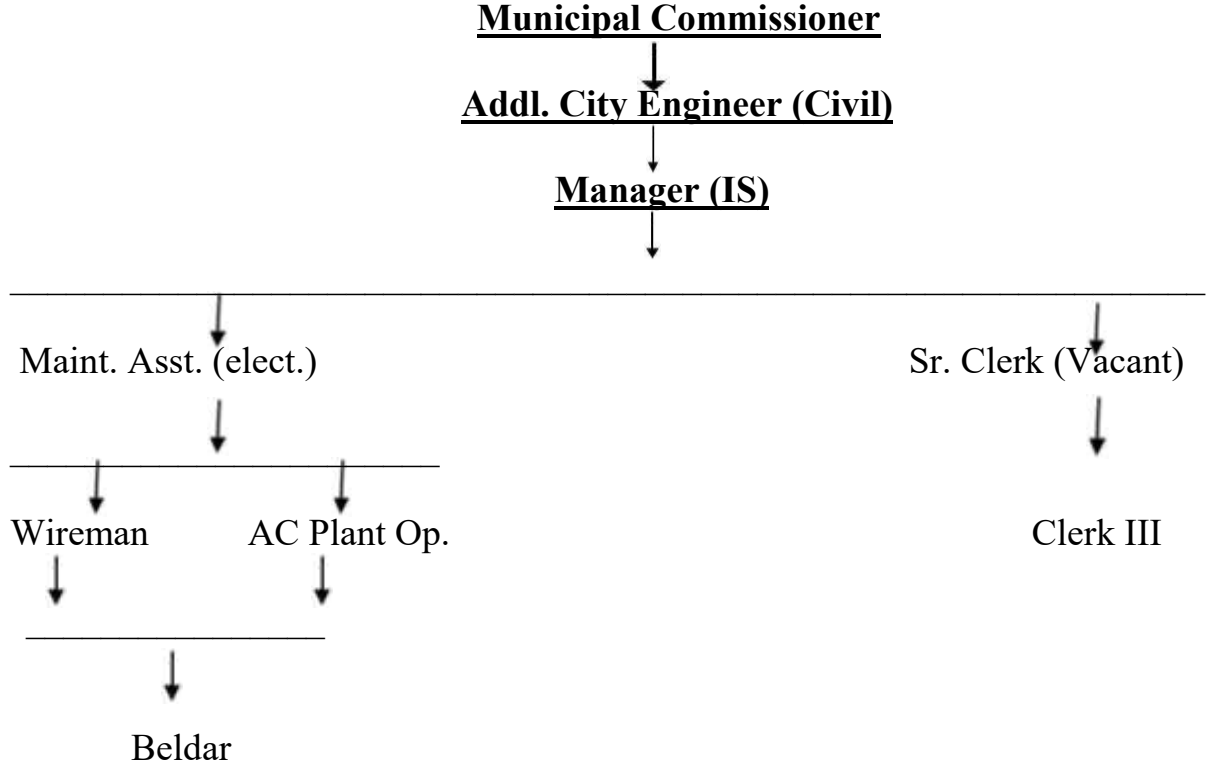 Municipal Commissioner
Addl. City Engineer (Civil)
Manager (IS)
Maint. Asst. (elect.) Sr. Clerk (Vacant)
Wireman AC Plant Op. Clerk III
Beldar